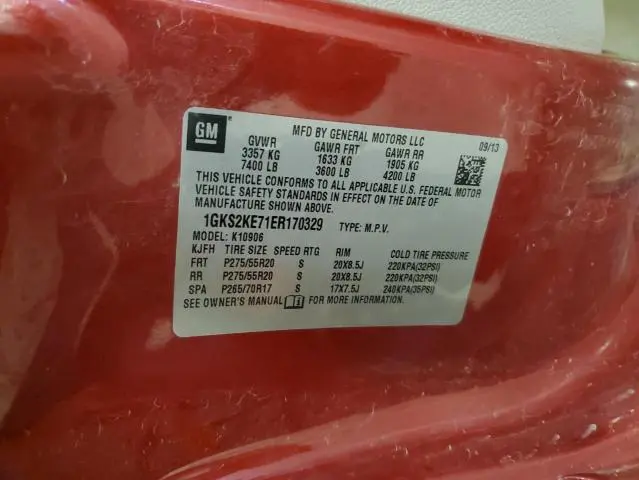 GM
MFD BY GENERAL MOTORS LLC 09/13
GVWR GAWR FRT GAWR RR
3357 KG 1633 KG 1905 KG
7400 LB 3600 LB 4200 LB
THIS VEHICLE CONFORMS TO ALL APPLICABLE U.S. FEDERAL MOTOR
VEHICLE SAFETY STANDARDS IN EFFECT ON THE DATE OF
MANUFACTURE SHOWN ABOVE.
1GKS2KE71ER170329 TYPE: M.P.V.
MODEL: K10906
KJFH TIRE SIZE SPEED RTG RIM COLD TIRE PRESSURE
FRT P275/55R20 S 20X8.5J 220KPA(32PSI)
RR P275/55R20 S 20X8.5J 220KPA(32PSI)
SPA P265/70R17 S 17X7.5J 240KPA(35PSI)
SEE OWNER'S MANUAL FOR MORE INFORMATION.